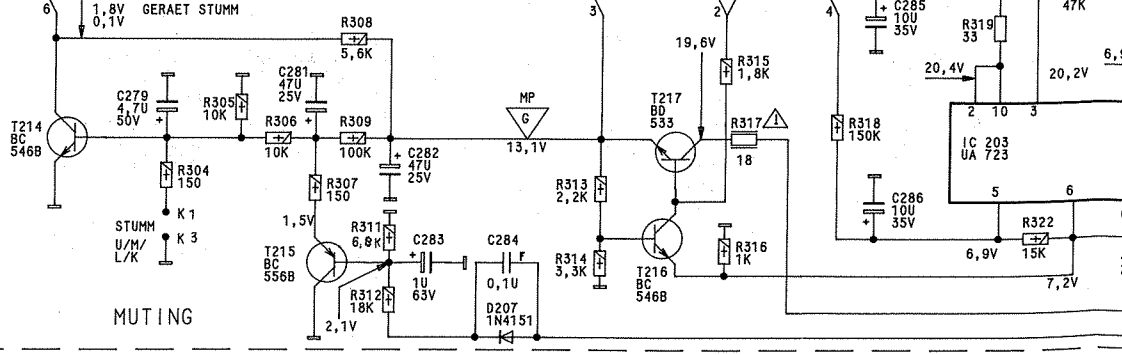 6
1,8V
0,1V
GERAET STUMM
R308
5,6K
3
2
4
C285
10U
35V
R319
33
47K
19,6V
R315
1,8K
20,4V
20,2V
6,9
C279
4,7U
50V
R305
10K
C281
47U
25V
T214
BC
546B
R306
10K
R309
100K
MP
G
13,1V
T217
BD
533
R317
18
R318
150K
2 10 3
IC 203
UA 723
5 6
R304
150
R307
150
C282
47U
25V
R313
2,2K
C286
10U
35V
STUMM
U/M/
L/K
K1
K3
1,5V
R311
6,8K
C283
1U
63V
C284
F
0,1U
R316
1K
R322
15K
6,9V
7,2V
T215
BC
556B
R314
3,3K
T216
BC
546B
R312
18K
2,1V
D207
1N4151
MUTING